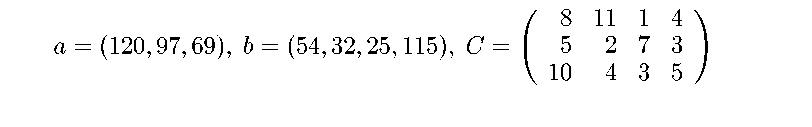 a = (120, 97, 69), b = (54, 32, 25, 115), C = ( 8 11 1 4
5 2 7 3
10 4 3 5 )